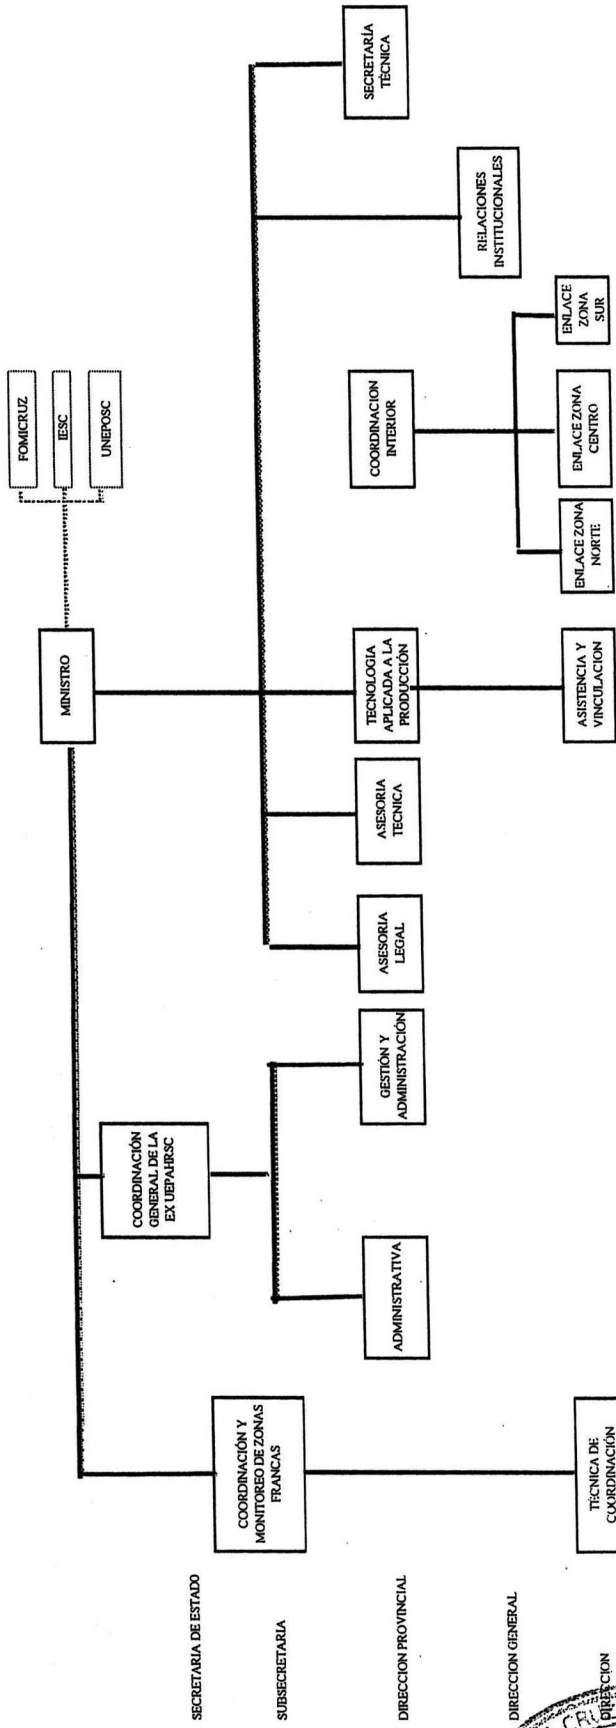 FOMICRUZ
IESC
UNEPOSC
MINISTRO
COORDINACIÓN
GENERAL DE LA
EX UEPAHRSC
COORDINACIÓN Y
MONITOREO DE ZONAS
FRANCAS
SECRETARIA DE ESTADO
SUBSECRETARIA
ADMINISTRATIVA
GESTIÓN Y
ADMINISTRACIÓN
ASESORIA
LEGAL
ASESORIA
TECNICA
TECNOLOGIA
APLICADA A LA
PRODUCCIÓN
COORDINACION
INTERIOR
SECRETARÍA
TÉCNICA
DIRECCION PROVINCIAL
RELACIONES
INSTITUCIONALES
DIRECCION GENERAL
TÉCNICA DE
COORDINACIÓN
ASISTENCIA Y
VINCULACION
ENLACE ZONA
NORTE
ENLACE ZONA
CENTRO
ENLACE
ZONA
SUR
DIRECCION